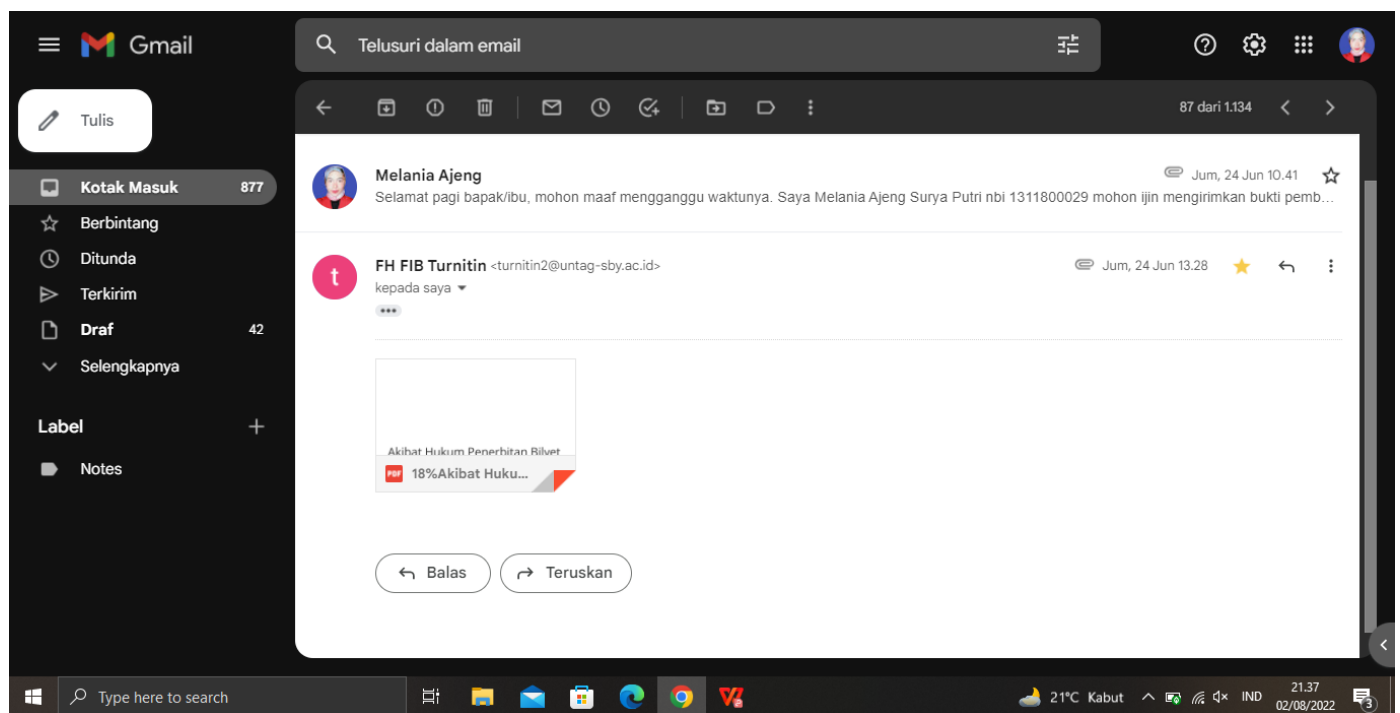 Gmail
Telusuri dalam email
Tulis
87 dari 1.134
Kotak Masuk 877
Berbintang
Ditunda
Terkirim
Draf 42
Selengkapnya
Label
Notes
Melania Ajeng Jum, 24 Jun 10.41
Selamat pagi bapak/ibu, mohon maaf mengganggu waktunya. Saya Melania Ajeng Surya Putri nbi 1311800029 mohon ijin mengirimkan bukti pemb…
t
FH FIB Turnitin <turnitin2@untag-sby.ac.id> Jum, 24 Jun 13.28
kepada saya
Akibat Hukum Penerbitan Bilyet
PDF 18%Akibat Huku...
Balas Teruskan
Type here to search
21°C Kabut IND 21.37
02/08/2022
3